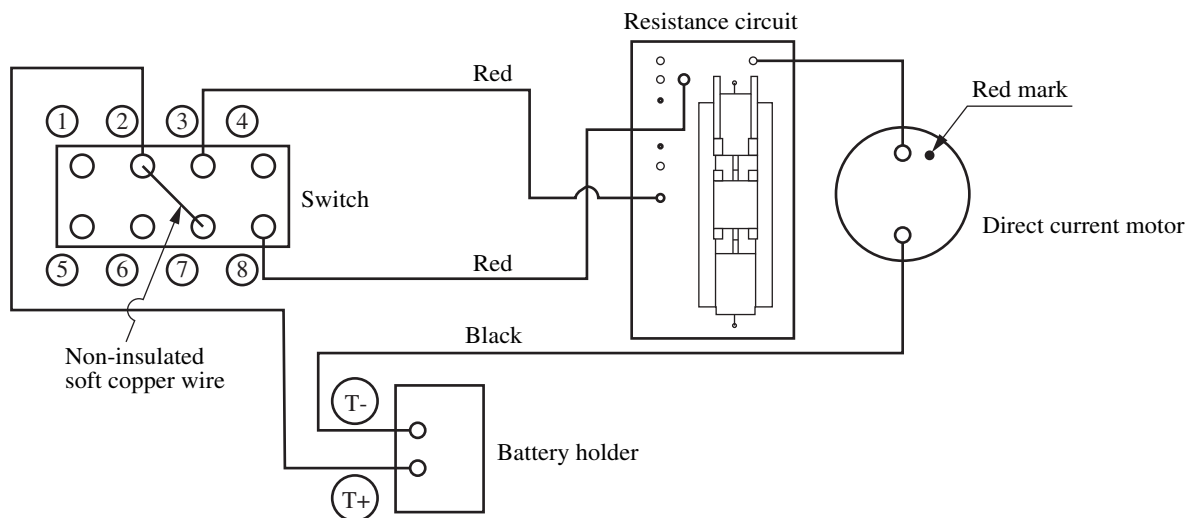 Resistance circuit
Red
Red mark
1 2 3 4
Switch
Direct current motor
5 6 7 8
Red
Black
Non-insulated
soft copper wire
T-
Battery holder
T+